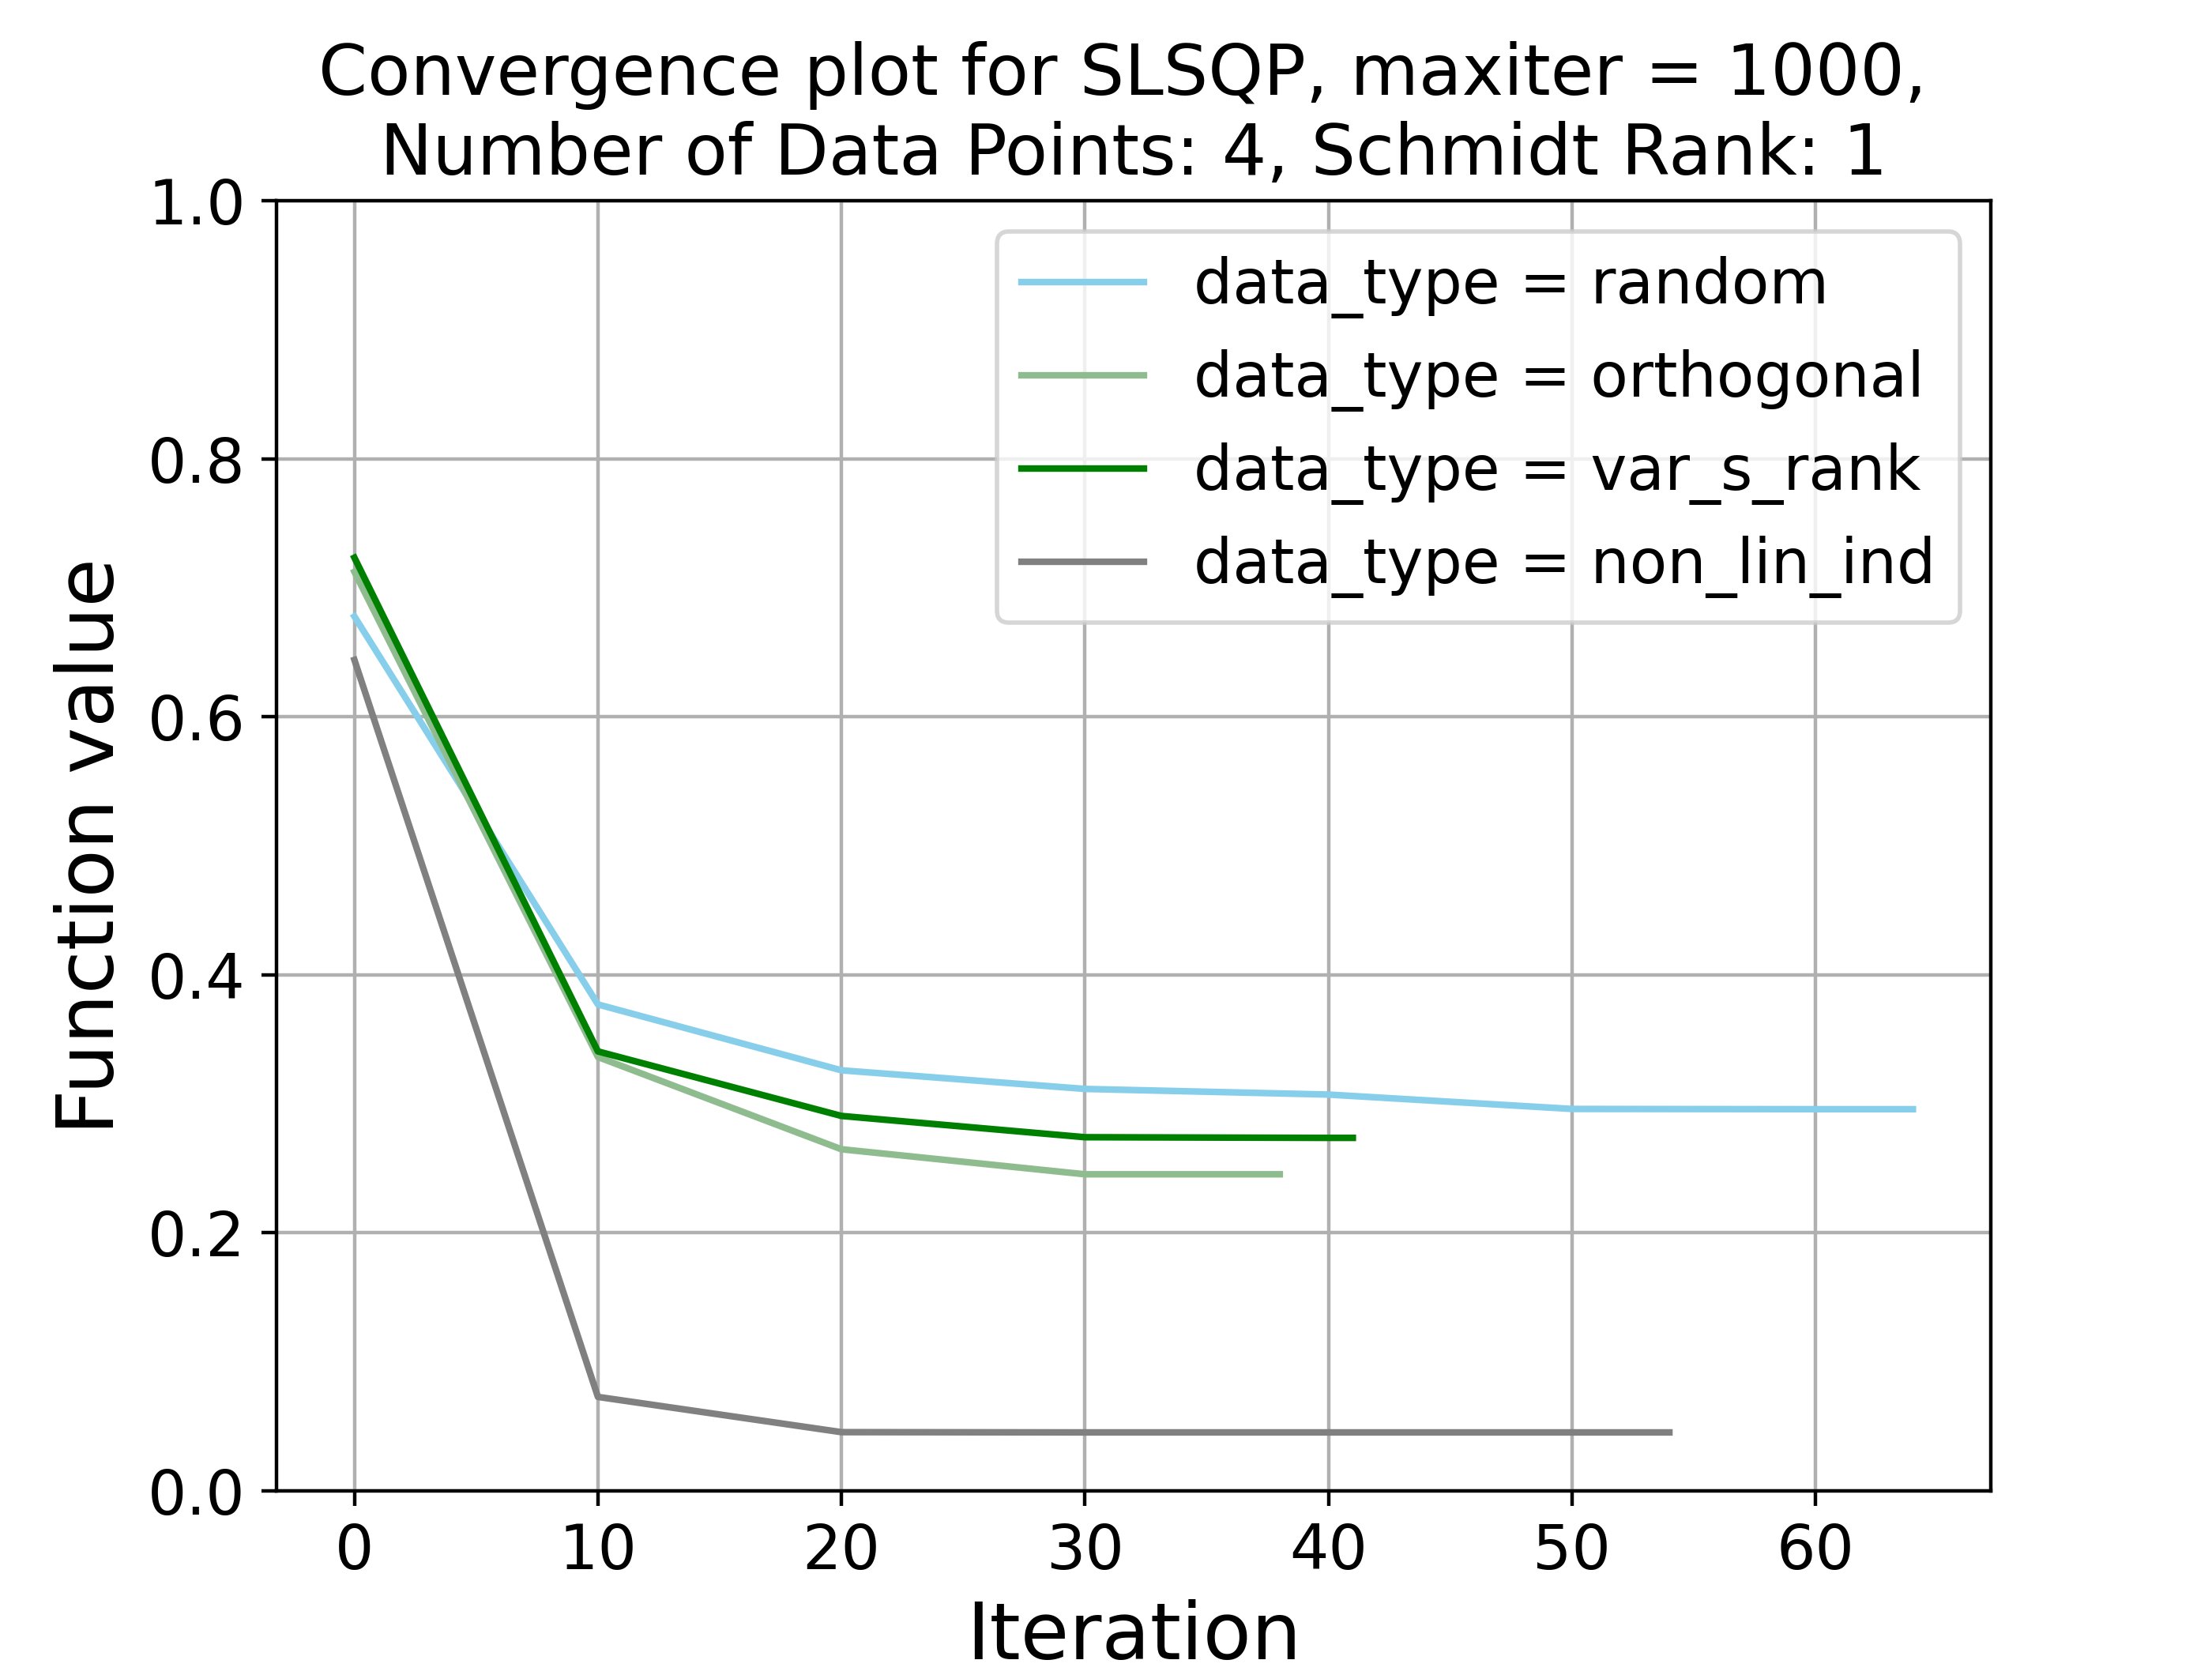 Convergence plot for SLSQP, maxiter = 1000,
Number of Data Points: 4, Schmidt Rank: 1
1.0
0.8
0.6
0.4
0.2
0.0
Function value
data_type = random
data_type = orthogonal
data_type = var_s_rank
data_type = non_lin_ind
0 10 20 30 40 50 60
Iteration